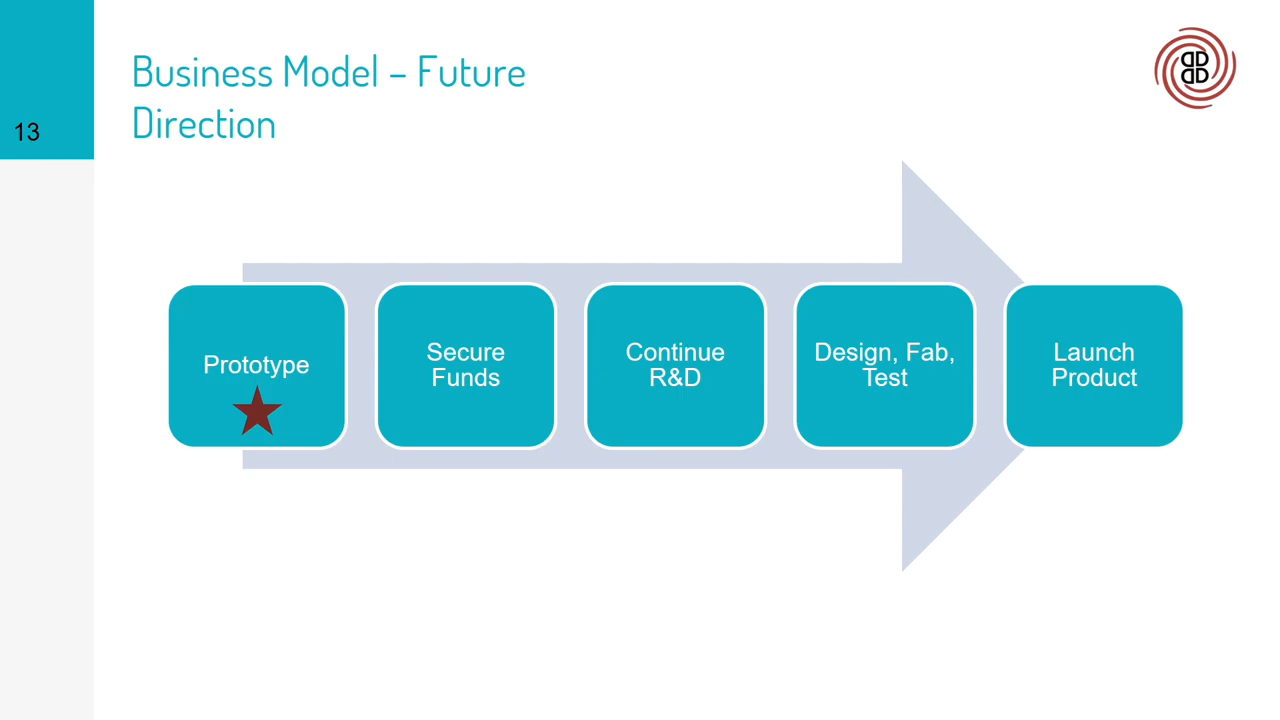 Business Model – Future
Direction
13
Prototype
Secure
Funds
Continue
R&D
Design, Fab,
Test
Launch
Product